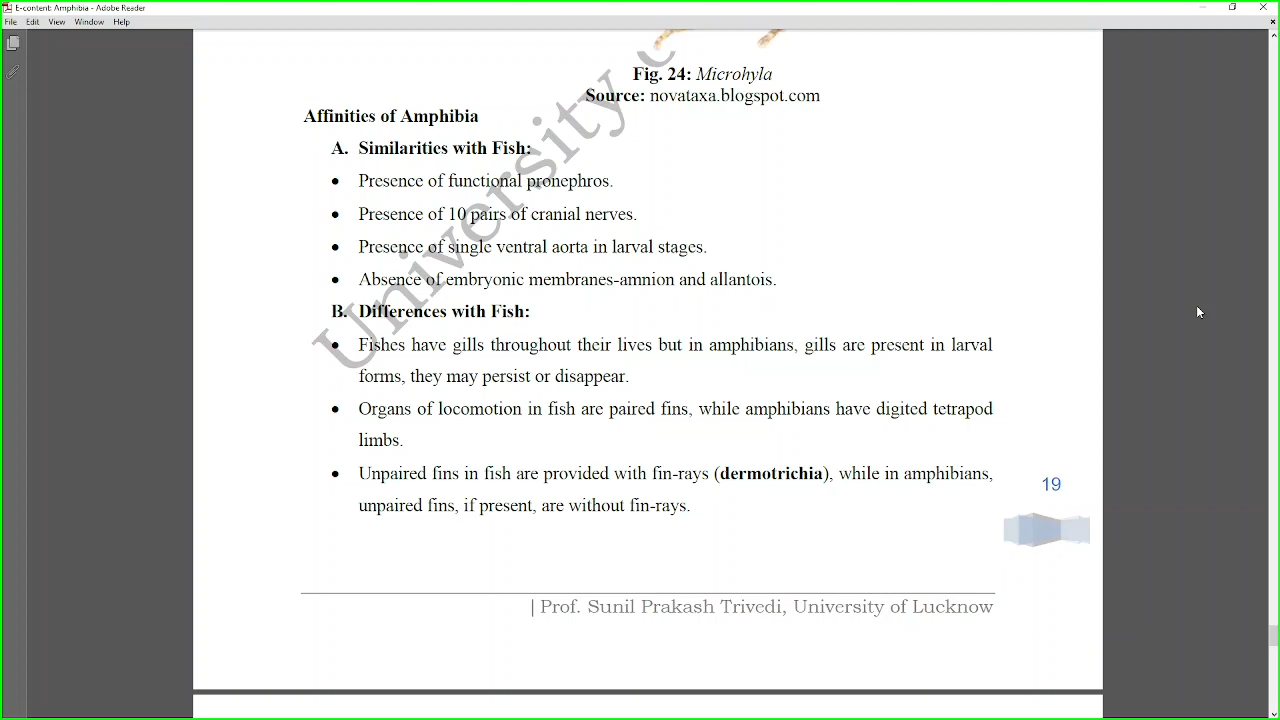 E-content: Amphibia - Adobe Reader
File Edit View Window Help
Fig. 24: Microhyla
Source: novataxa.blogspot.com
Affinities of Amphibia
A. Similarities with Fish:
• Presence of functional pronephros.
• Presence of 10 pairs of cranial nerves.
• Presence of single ventral aorta in larval stages.
• Absence of embryonic membranes-amnion and allantois.
B. Differences with Fish:
• Fishes have gills throughout their lives but in amphibians, gills are present in larval
forms, they may persist or disappear.
• Organs of locomotion in fish are paired fins, while amphibians have digited tetrapod
limbs.
• Unpaired fins in fish are provided with fin-rays (dermotrichia), while in amphibians,
unpaired fins, if present, are without fin-rays.
19
| Prof. Sunil Prakash Trivedi, University of Lucknow
University